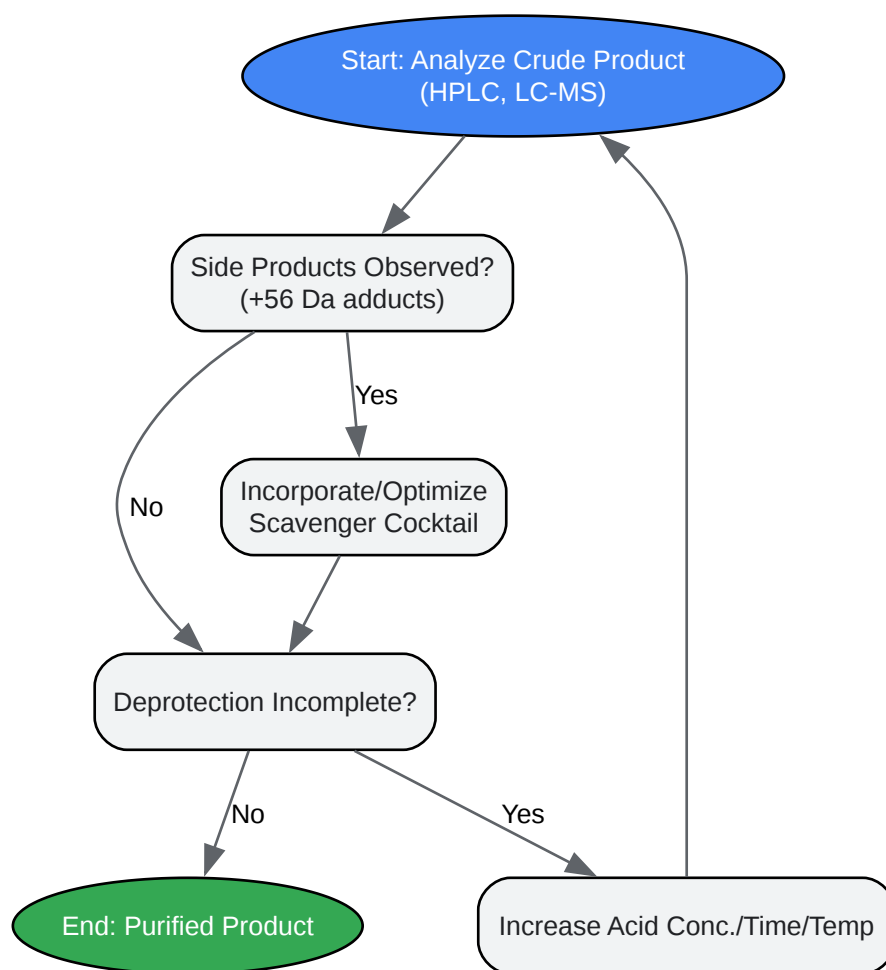 Start: Analyze Crude Product
(HPLC, LC-MS)
Side Products Observed?
(+56 Da adducts)
Yes
Incorporate/Optimize
Scavenger Cocktail
No
Deprotection Incomplete?
No
Yes
End: Purified Product
Increase Acid Conc./Time/Temp